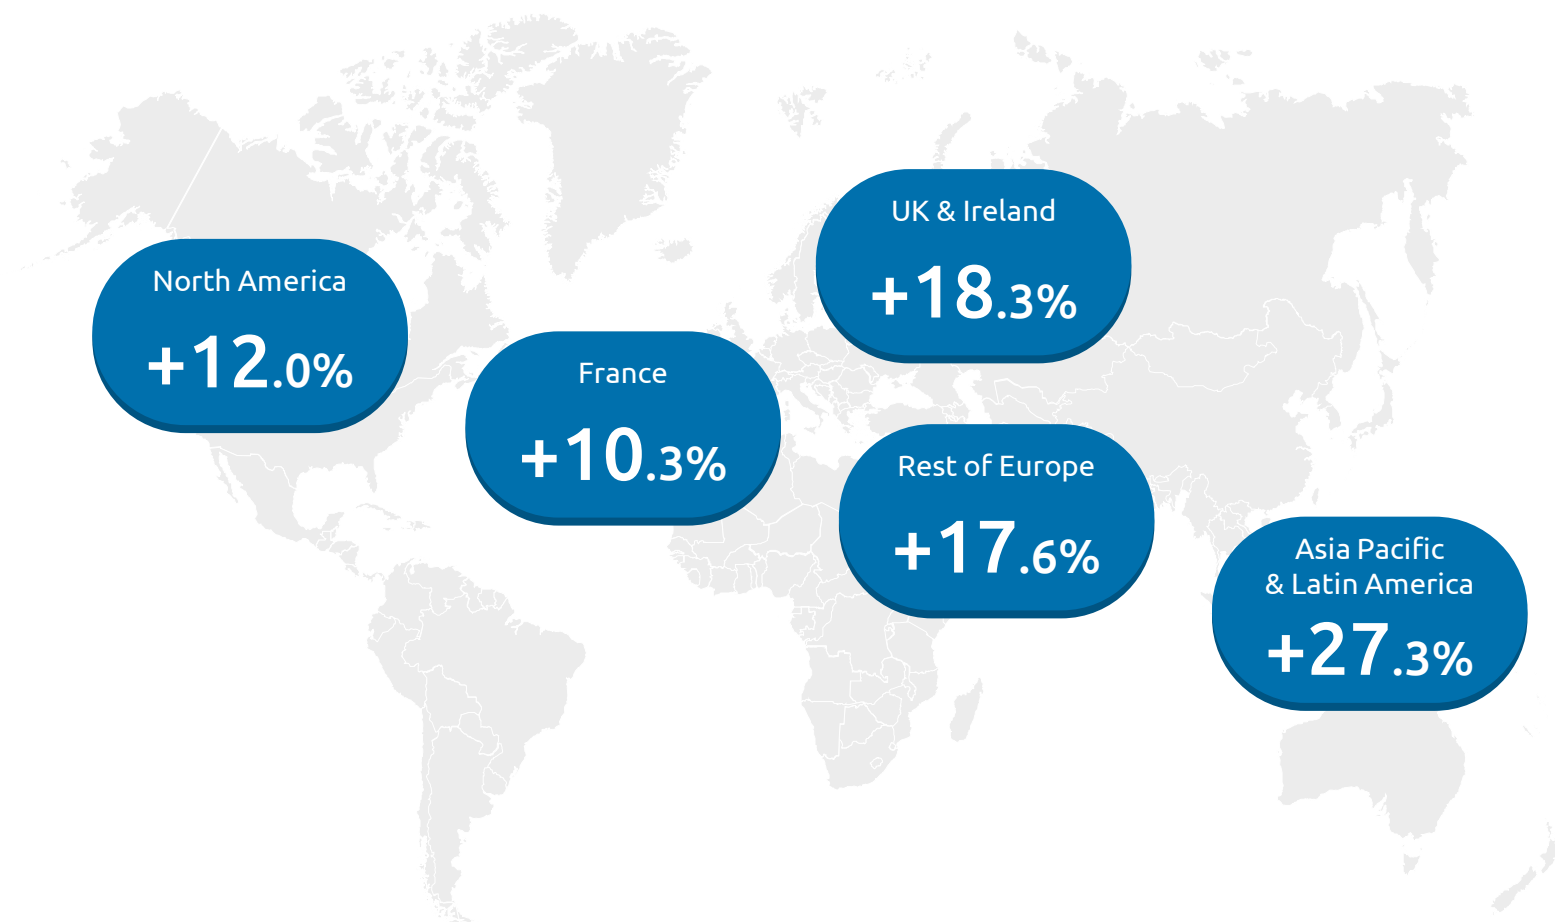 UK & Ireland
+18.3%
North America
+12.0%
France
+10.3%
Rest of Europe
+17.6%
Asia Pacific
& Latin America
+27.3%